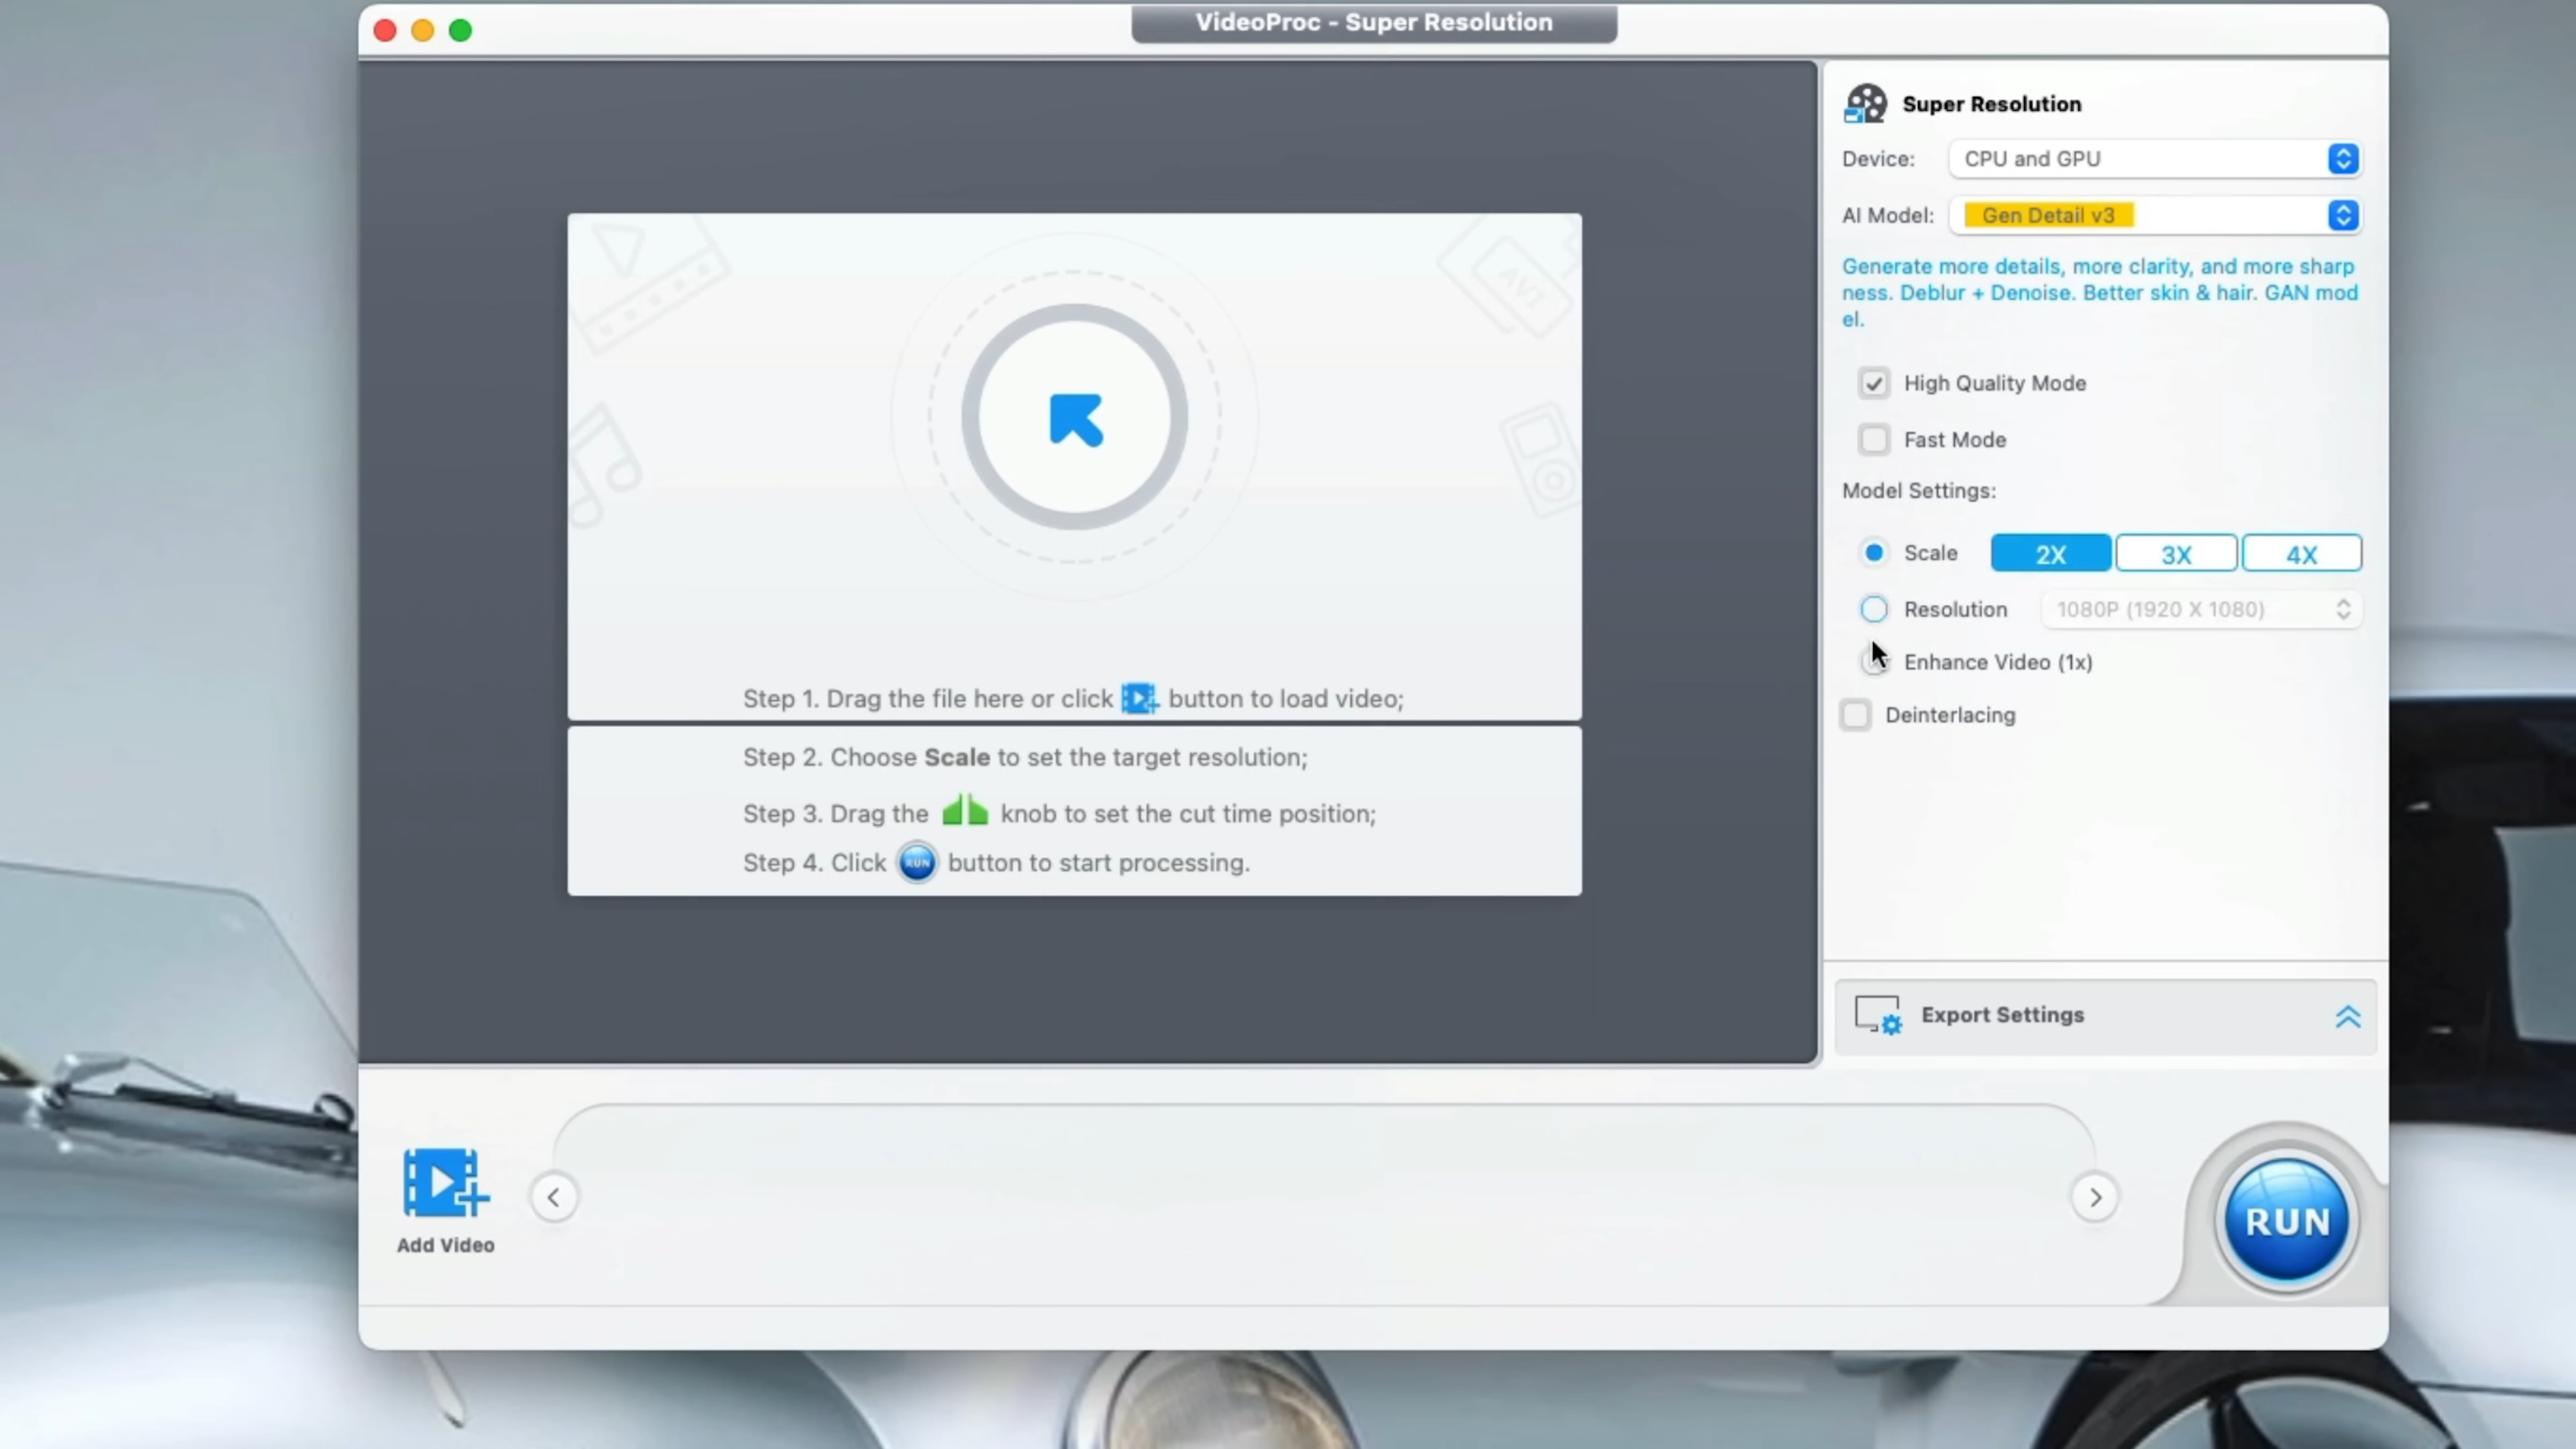 VideoProc - Super Resolution
Super Resolution
Device: CPU and GPU
AI Model: Gen Detail v3
Generate more details, more clarity, and more sharp
ness. Deblur + Denoise. Better skin & hair. GAN mod
el.
High Quality Mode
Fast Mode
Model Settings:
Scale 2X 3X 4X
Resolution 1080P (1920 X 1080)
Enhance Video (1x)
Deinterlacing
AVI
Step 1. Drag the file here or click button to load video;
Step 2. Choose Scale to set the target resolution;
Step 3. Drag the knob to set the cut time position;
Step 4. Click RUN button to start processing.
Export Settings
Add Video
RUN